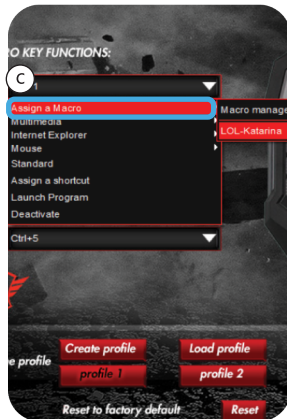 O KEY FUNCTIONS:
C
1
Assign a Macro
Macro manage
Multimedia
LOL-Katarina
Internet Explorer
Mouse
Standard
Assign a shortcut
Launch Program
Deactivate
Ctrl+5
Create profile
Load profile
e profile
profile 1
profile 2
Reset to factory default
Reset